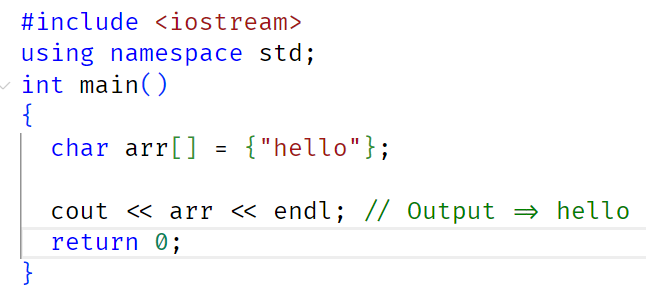 #include <iostream>
using namespace std;
int main()
{
char arr[] = {"hello"};
cout << arr << endl; // Output => hello
return 0;
}